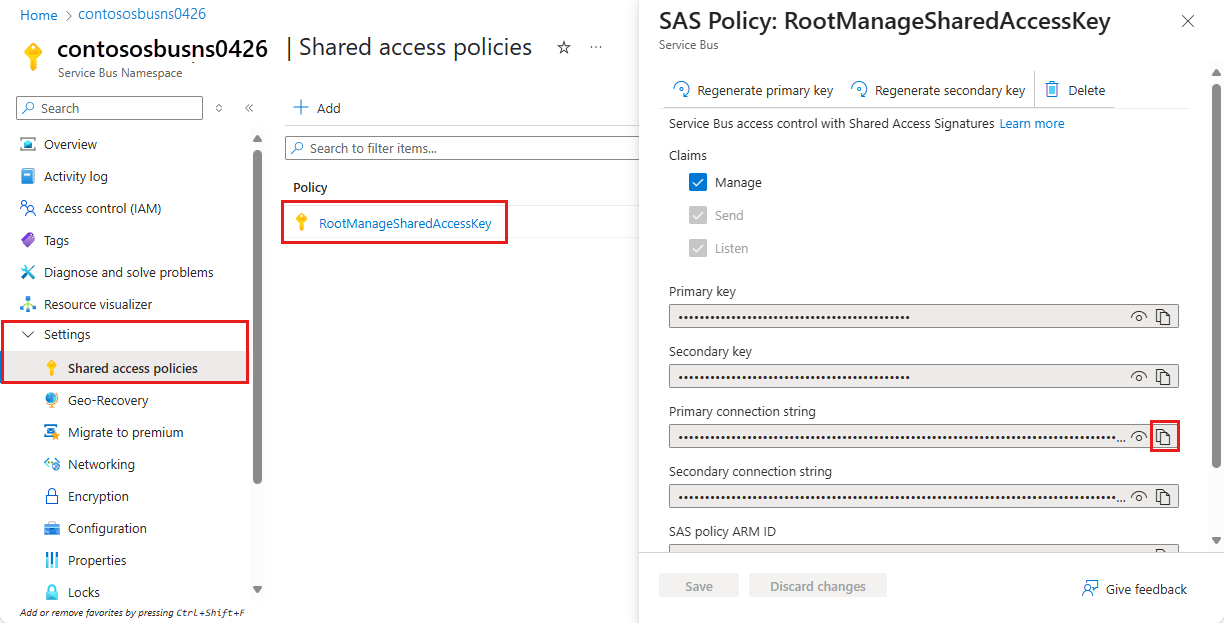 Home > contososbusns0426
contososbusns0426 | Shared access policies
Service Bus Namespace
Search
Overview
Activity log
Access control (IAM)
Tags
Diagnose and solve problems
Resource visualizer
Settings
Shared access policies
Geo-Recovery
Migrate to premium
Networking
Encryption
Configuration
Properties
Locks
Add or remove favorites by pressing Ctrl+Shift+F
Add
Search to filter items...
Policy
RootManageSharedAccessKey
SAS Policy: RootManageSharedAccessKey
Service Bus
Regenerate primary key Regenerate secondary key Delete
Service Bus access control with Shared Access Signatures Learn more
Claims
Manage
Send
Listen
Primary key
Secondary key
Primary connection string
Secondary connection string
SAS policy ARM ID
Save Discard changes Give feedback